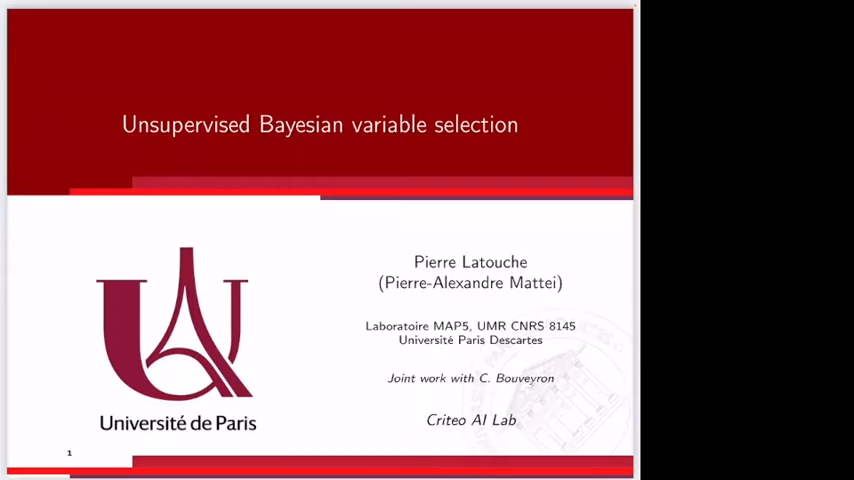 Unsupervised Bayesian variable selection
Pierre Latouche
(Pierre-Alexandre Mattei)
Laboratoire MAP5, UMR CNRS 8145
Université Paris Descartes
Joint work with C. Bouveyron
Criteo AI Lab
Université de Paris
1